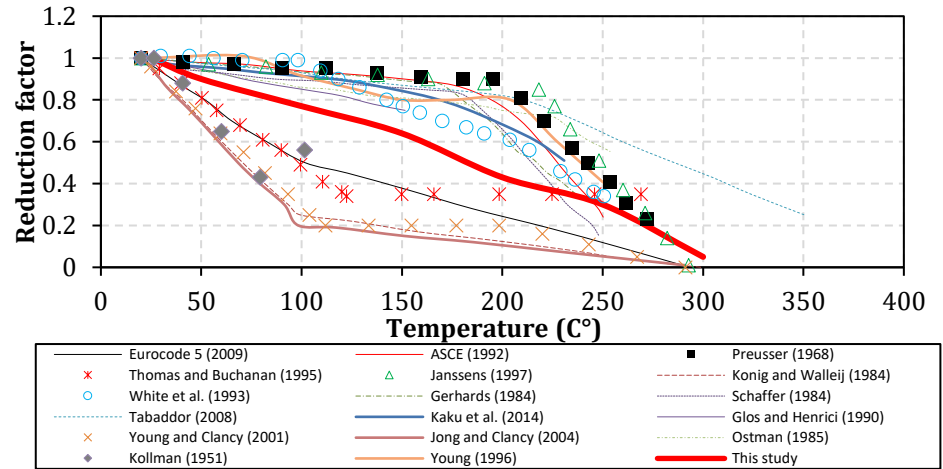 1.2
1
0.8
0.6
0.4
0.2
0
Reduction factor
0 50 100 150 200 250 300 350 400
Temperature (C°)
Eurocode 5 (2009) ASCE (1992) Preusser (1968)
Thomas and Buchanan (1995) Janssens (1997) Konig and Walleij (1984)
White et al. (1993) Gerhards (1984) Schaffer (1984)
Tabaddor (2008) Kaku et al. (2014) Glos and Henrici (1990)
Young and Clancy (2001) Jong and Clancy (2004) Ostman (1985)
Kollman (1951) Young (1996) This study